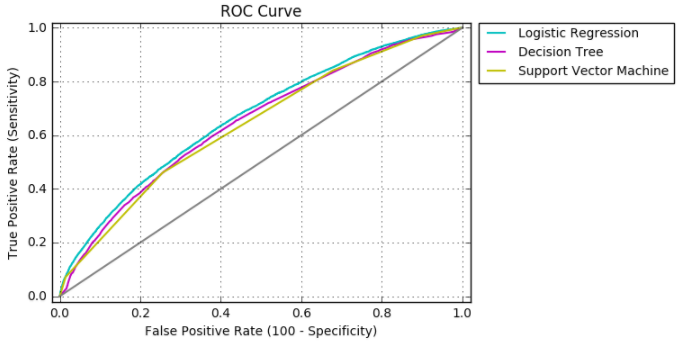 ROC Curve
1.0
0.8
0.6
0.4
0.2
0.0
True Positive Rate (Sensitivity)
0.0 0.2 0.4 0.6 0.8 1.0
False Positive Rate (100 - Specificity)
Logistic Regression
Decision Tree
Support Vector Machine